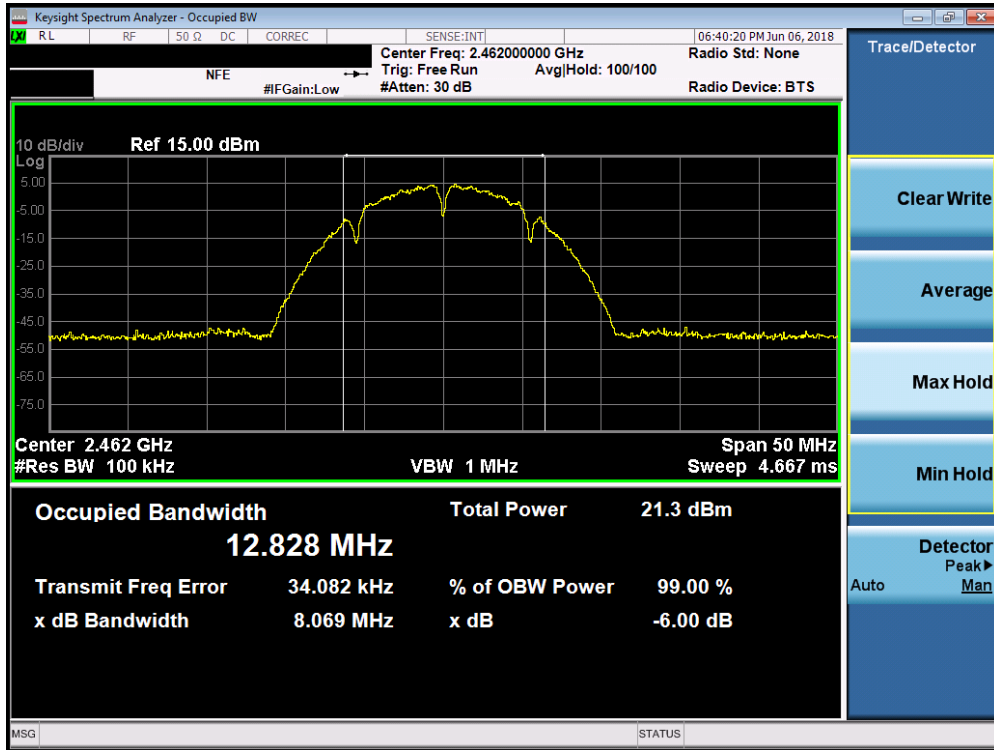 Keysight Spectrum Analyzer - Occupied BW
LXI RL RF 50 Ω DC CORREC SENSE:INT 06:40:20 PM Jun 06, 2018
Center Freq: 2.462000000 GHz Radio Std: None
NFE Trig: Free Run Avg|Hold: 100/100
#IFGain:Low #Atten: 30 dB Radio Device: BTS
10 dB/div Ref 15.00 dBm
Log
5.00
-5.00
-15.0
-25.0
-35.0
-45.0
-55.0
-65.0
-75.0
Center 2.462 GHz Span 50 MHz
#Res BW 100 kHz VBW 1 MHz Sweep 4.667 ms
Occupied Bandwidth Total Power 21.3 dBm
12.828 MHz
Transmit Freq Error 34.082 kHz % of OBW Power 99.00 %
x dB Bandwidth 8.069 MHz x dB -6.00 dB
MSG STATUS
Trace/Detector
Clear Write
Average
Max Hold
Min Hold
Detector
Peak▶
Auto Man